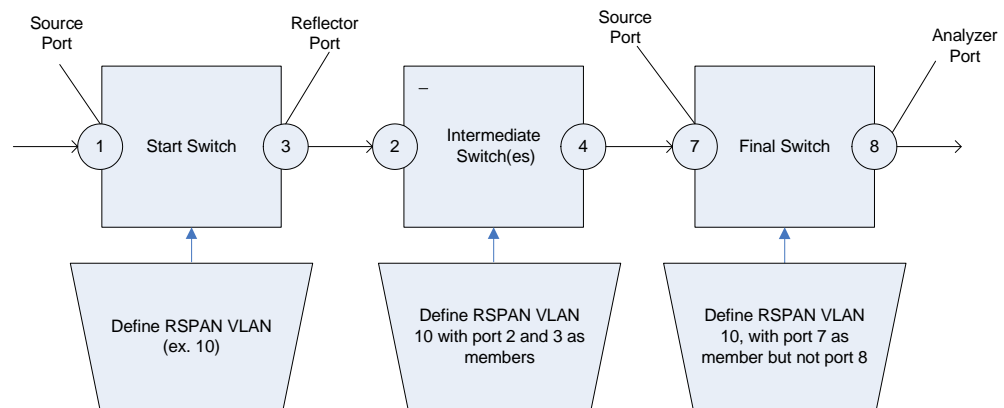 Source
Port
Reflector
Port
Source
Port
Analyzer
Port
1
Start Switch
3
2
–
Intermediate
Switch(es)
4
7
Final Switch
8
Define RSPAN VLAN
(ex. 10)
Define RSPAN VLAN
10 with port 2 and 3 as
members
Define RSPAN VLAN
10, with port 7 as
member but not port 8